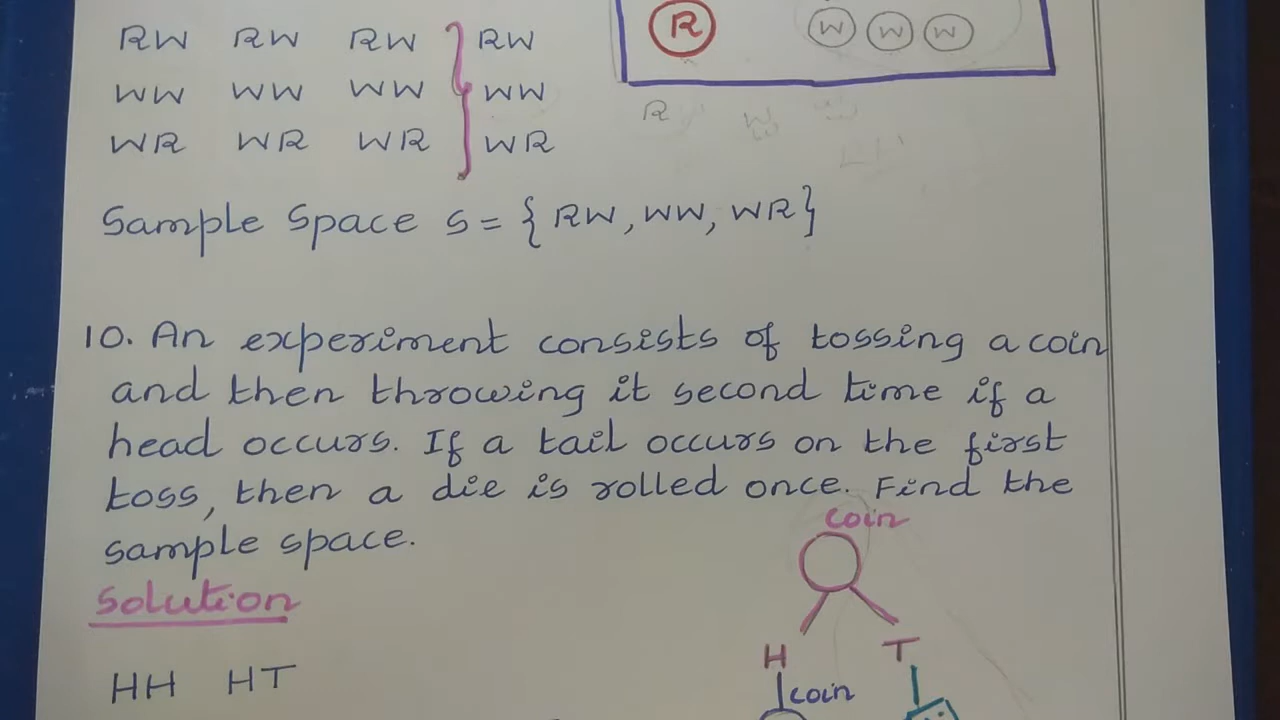 RW RW RW } RW
WW WW WW WW
WR WR WR WR
R
W W W
R
Sample Space S = { RW, WW, WR }
10. An experiment consists of tossing a coin
and then throwing it second time if a
head occurs. If a tail occurs on the first
toss, then a die is rolled once. Find the
sample space.
coin
Solution
H T
HH HT
coin